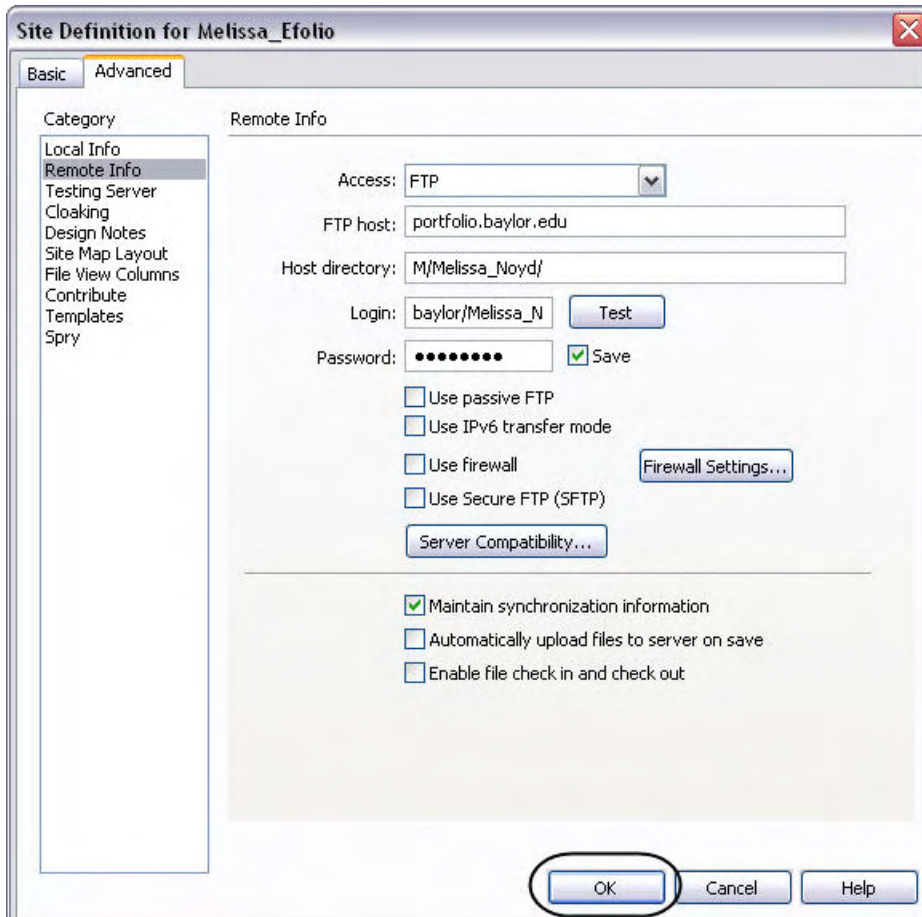 Site Definition for Melissa_Efolio
Basic
Advanced
Category
Local Info
Remote Info
Testing Server
Cloaking
Design Notes
Site Map Layout
File View Columns
Contribute
Templates
Spry
Remote Info
Access: FTP
FTP host: portfolio.baylor.edu
Host directory: M/Melissa_Noyd/
Login: baylor/Melissa_N Test
Password: ●●●●●●●● Save
Use passive FTP
Use IPv6 transfer mode
Use firewall Firewall Settings...
Use Secure FTP (SFTP)
Server Compatibility...
Maintain synchronization information
Automatically upload files to server on save
Enable file check in and check out
OK Cancel Help